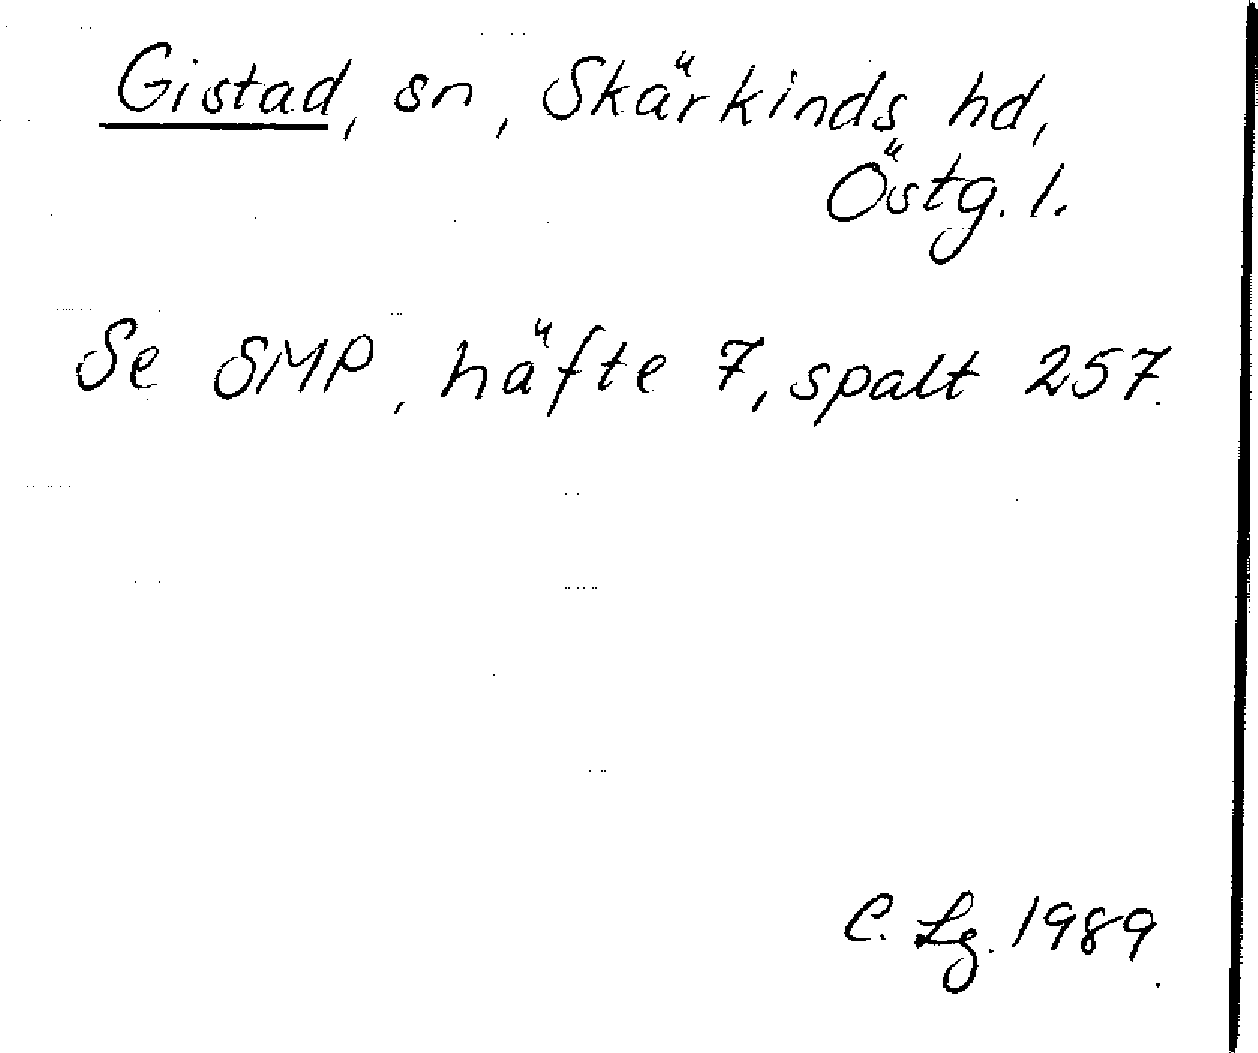 Gistad, sn, Skärkinds hd,
Östg. l.
Se SMP, häfte 7, spalt 257.
C. Lg. 1989.